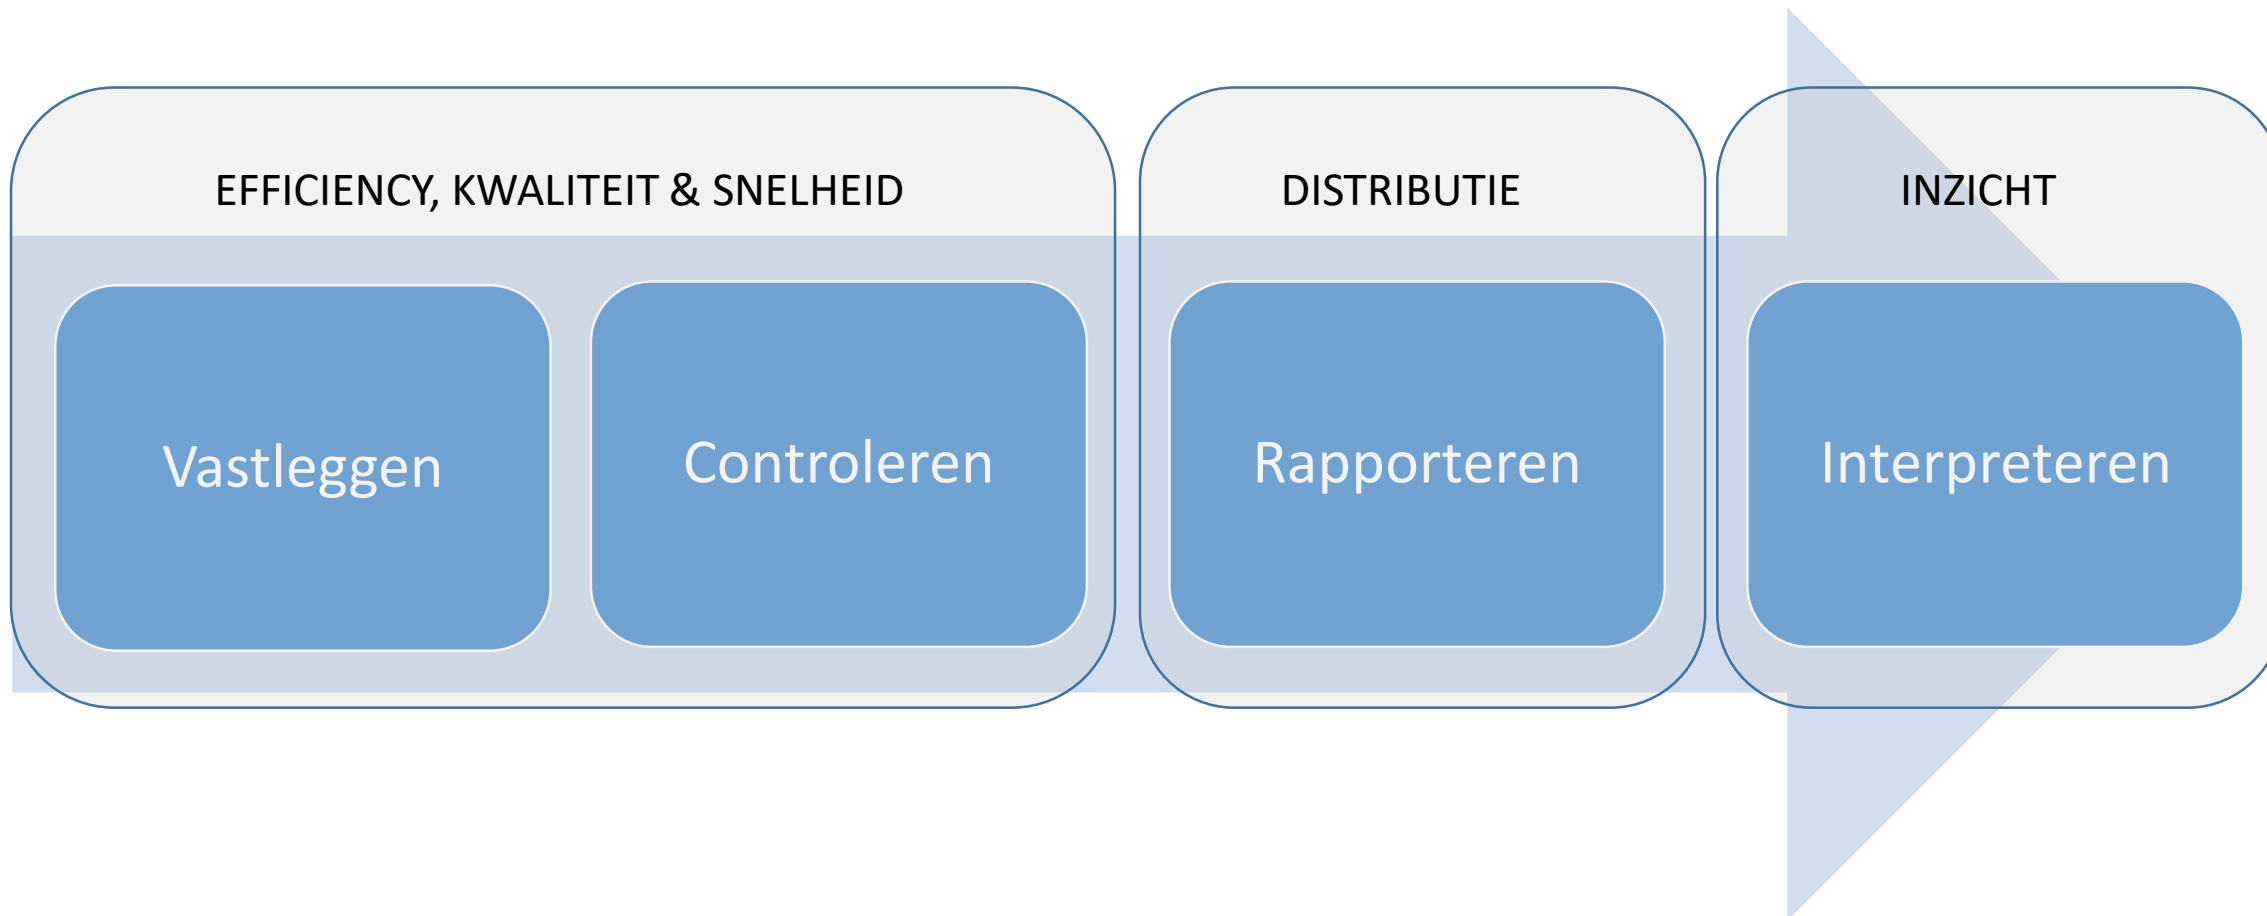 EFFICIENCY, KWALITEIT & SNELHEID
DISTRIBUTIE
INZICHT
Vastleggen
Controleren
Rapporteren
Interpreteren